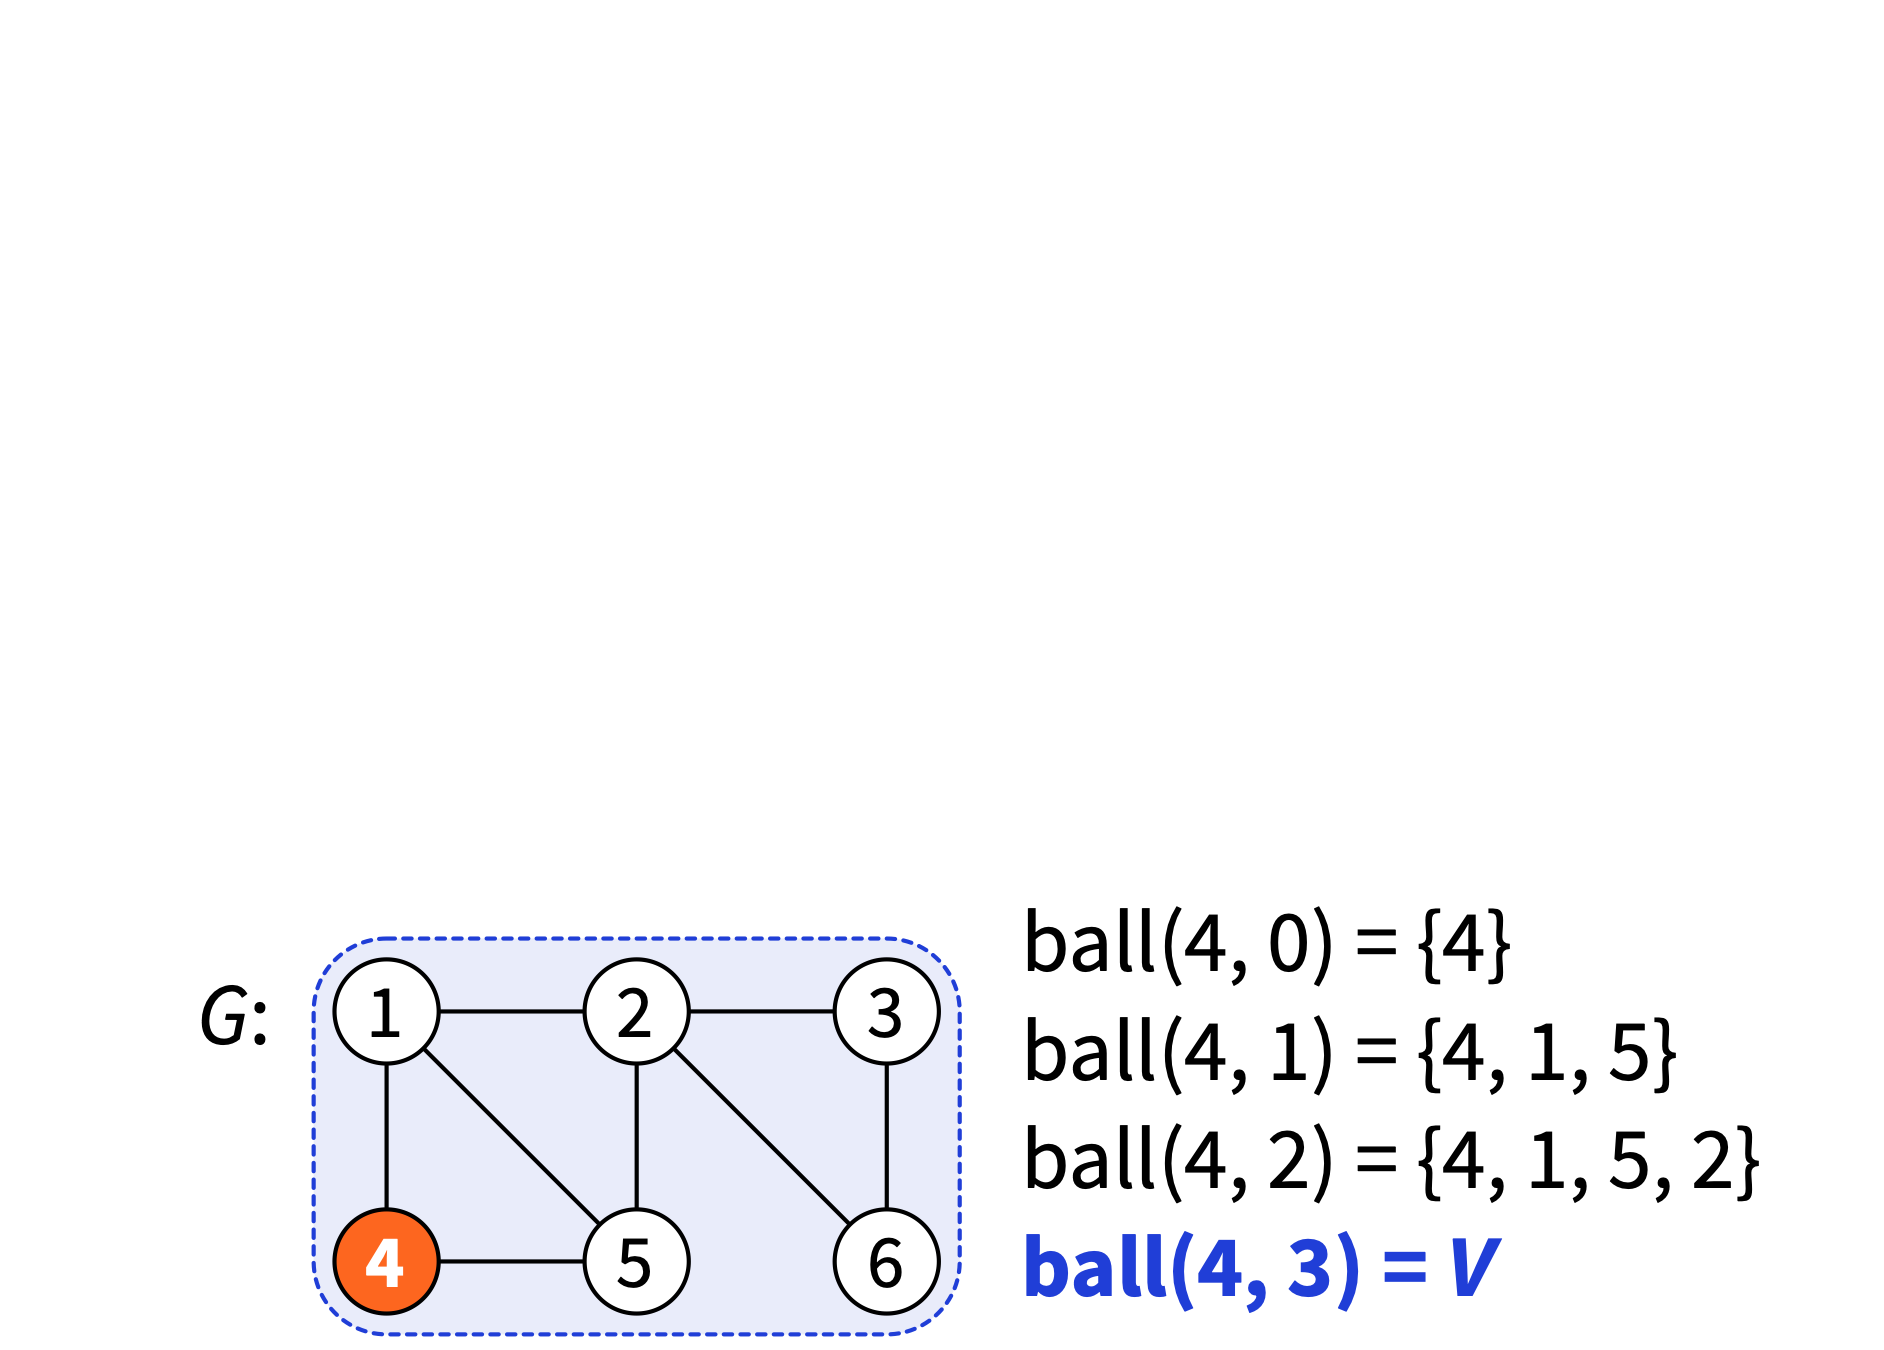 ball(4, 0) = {4}
G:
1 2 3
ball(4, 1) = {4, 1, 5}
ball(4, 2) = {4, 1, 5, 2}
4 5 6
ball(4, 3) = V